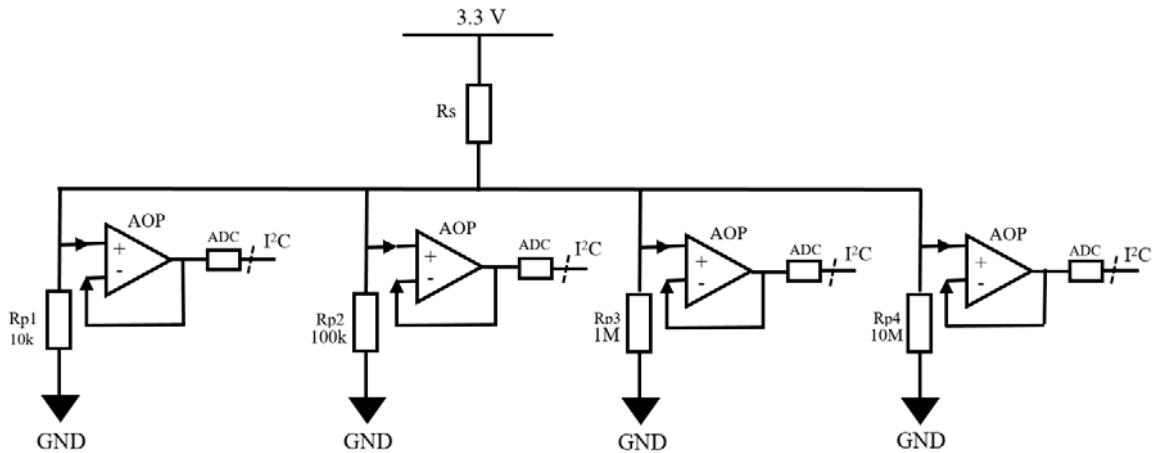 3.3 V
Rs
AOP
+
-
ADC
I²C
Rp1
10k
GND
AOP
+
-
ADC
I²C
Rp2
100k
GND
AOP
+
-
ADC
I²C
Rp3
1M
GND
AOP
+
-
ADC
I²C
Rp4
10M
GND